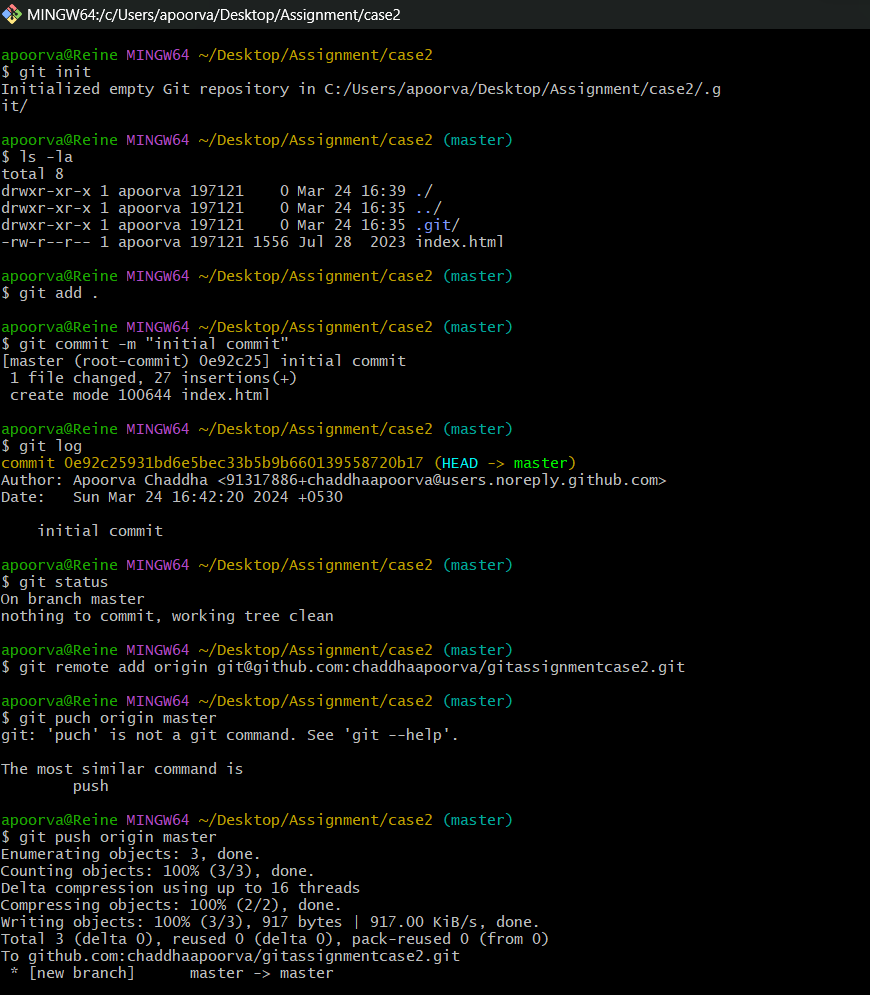 MINGW64:/c/Users/apoorva/Desktop/Assignment/case2
apoorva@Reine MINGW64 ~/Desktop/Assignment/case2
$ git init
Initialized empty Git repository in C:/Users/apoorva/Desktop/Assignment/case2/.g
it/
apoorva@Reine MINGW64 ~/Desktop/Assignment/case2 (master)
$ ls -la
total 8
drwxr-xr-x 1 apoorva 197121    0 Mar 24 16:39 ./
drwxr-xr-x 1 apoorva 197121    0 Mar 24 16:35 ../
drwxr-xr-x 1 apoorva 197121    0 Mar 24 16:35 .git/
-rw-r--r-- 1 apoorva 197121 1556 Jul 28  2023 index.html
apoorva@Reine MINGW64 ~/Desktop/Assignment/case2 (master)
$ git add .
apoorva@Reine MINGW64 ~/Desktop/Assignment/case2 (master)
$ git commit -m "initial commit"
[master (root-commit) 0e92c25] initial commit
 1 file changed, 27 insertions(+)
 create mode 100644 index.html
apoorva@Reine MINGW64 ~/Desktop/Assignment/case2 (master)
$ git log
commit 0e92c25931bd6e5bec33b5b9b660139558720b17 (HEAD -> master)
Author: Apoorva Chaddha <91317886+chaddhaapoorva@users.noreply.github.com>
Date:   Sun Mar 24 16:42:20 2024 +0530
    initial commit
apoorva@Reine MINGW64 ~/Desktop/Assignment/case2 (master)
$ git status
On branch master
nothing to commit, working tree clean
apoorva@Reine MINGW64 ~/Desktop/Assignment/case2 (master)
$ git remote add origin git@github.com:chaddhaapoorva/gitassignmentcase2.git
apoorva@Reine MINGW64 ~/Desktop/Assignment/case2 (master)
$ git puch origin master
git: 'puch' is not a git command. See 'git --help'.
The most similar command is
        push
apoorva@Reine MINGW64 ~/Desktop/Assignment/case2 (master)
$ git push origin master
Enumerating objects: 3, done.
Counting objects: 100% (3/3), done.
Delta compression using up to 16 threads
Compressing objects: 100% (2/2), done.
Writing objects: 100% (3/3), 917 bytes | 917.00 KiB/s, done.
Total 3 (delta 0), reused 0 (delta 0), pack-reused 0 (from 0)
To github.com:chaddhaapoorva/gitassignmentcase2.git
 * [new branch]      master -> master